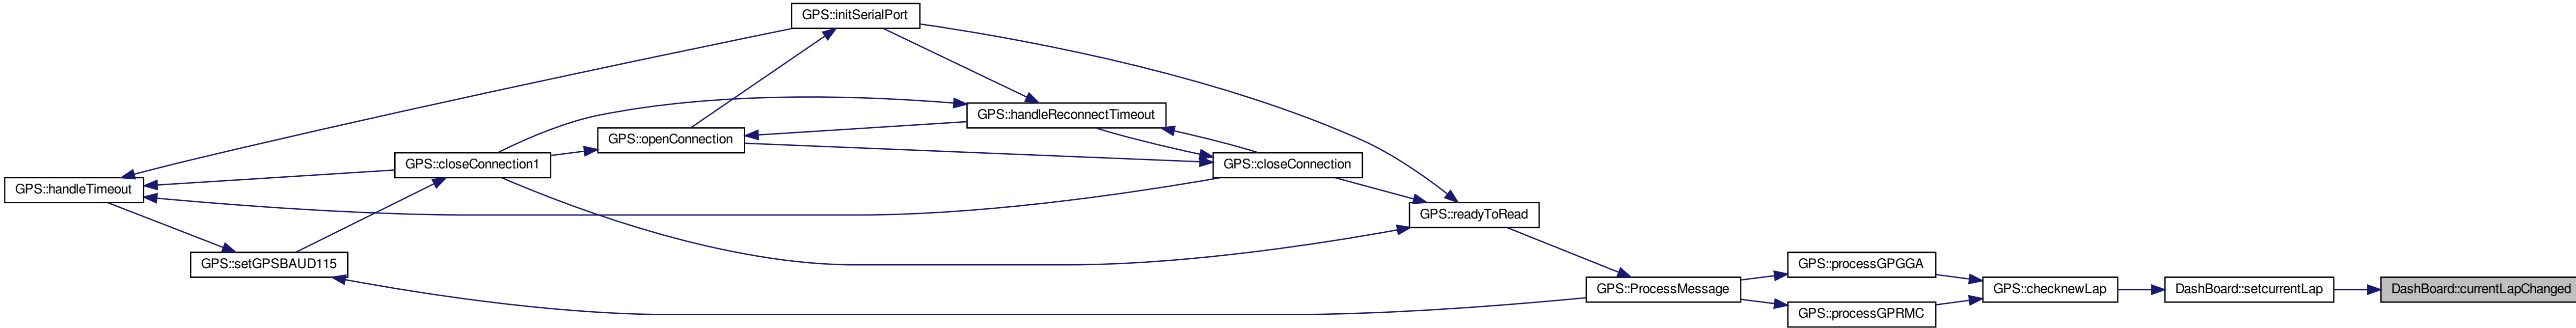 GPS::initSerialPort
GPS::handleReconnectTimeout
GPS::openConnection
GPS::closeConnection1
GPS::closeConnection
GPS::handleTimeout
GPS::readyToRead
GPS::setGPSBAUD115
GPS::processGPGGA
GPS::ProcessMessage
GPS::checknewLap
DashBoard::setcurrentLap
DashBoard::currentLapChanged
GPS::processGPRMC